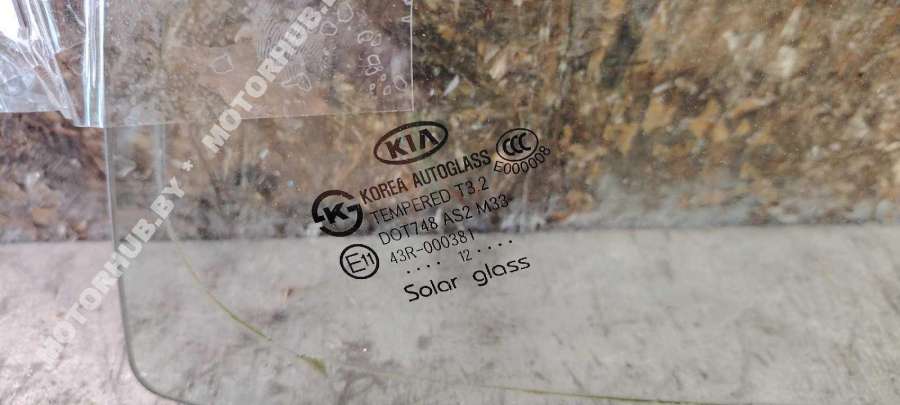 KIA
CCC
E000008
KOREA AUTOGLASS
TEMPERED T3.2
DOT748 AS2 M33
E11 43R-000381
.... 12 ....
Solar glass
MOTORHUB.BY * MOTORHUB.BY